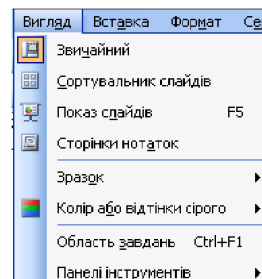 Вигляд Вставка Формат Се
Звичайний
Сортувальник слайдів
Показ слайдів F5
Сторінки нотаток
Зразок
Колір або відтінки сірого
Область завдань Ctrl+F1
Панелі інструментів